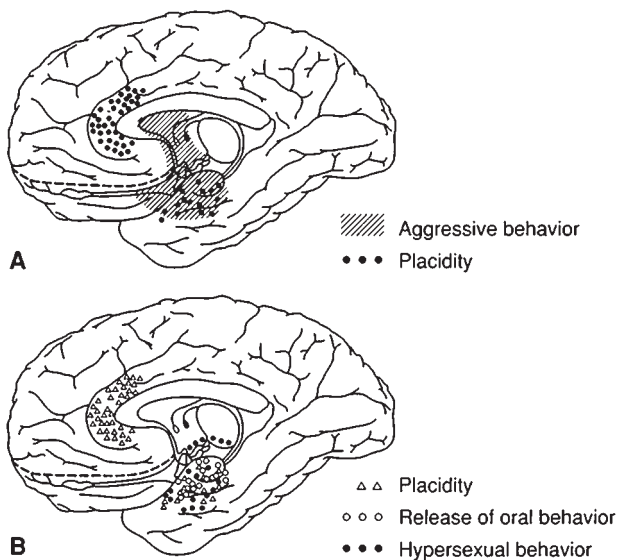 Aggressive behavior
A
Placidity
Placidity
Release of oral behavior
B
Hypersexual behavior